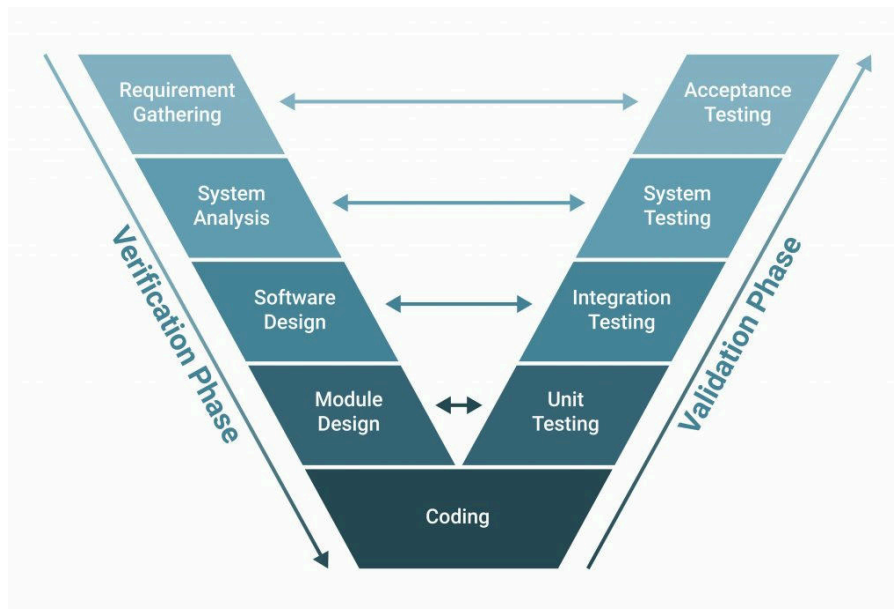 Requirement
Gathering
Acceptance
Testing
System
Analysis
System
Testing
Software
Design
Integration
Testing
Module
Design
Unit
Testing
Coding
Verification Phase
Validation Phase